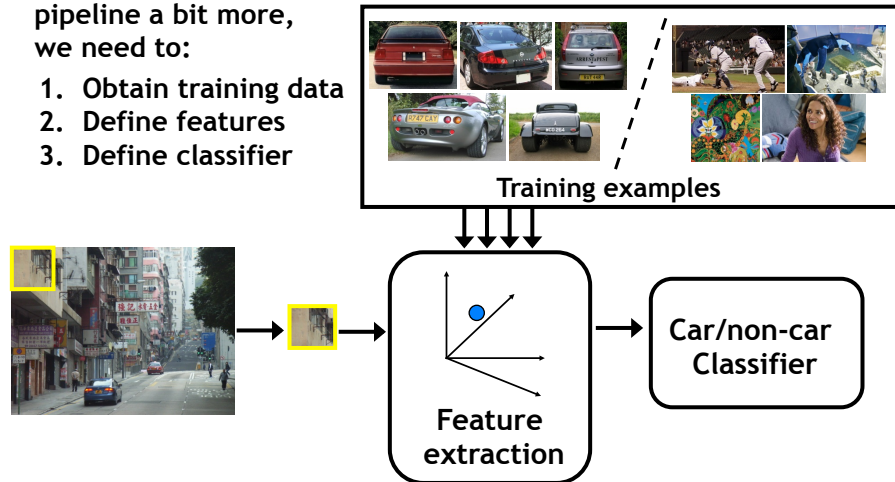 pipeline a bit more,
we need to:
1. Obtain training data
2. Define features
3. Define classifier
Training examples
Feature
extraction
Car/non-car
Classifier